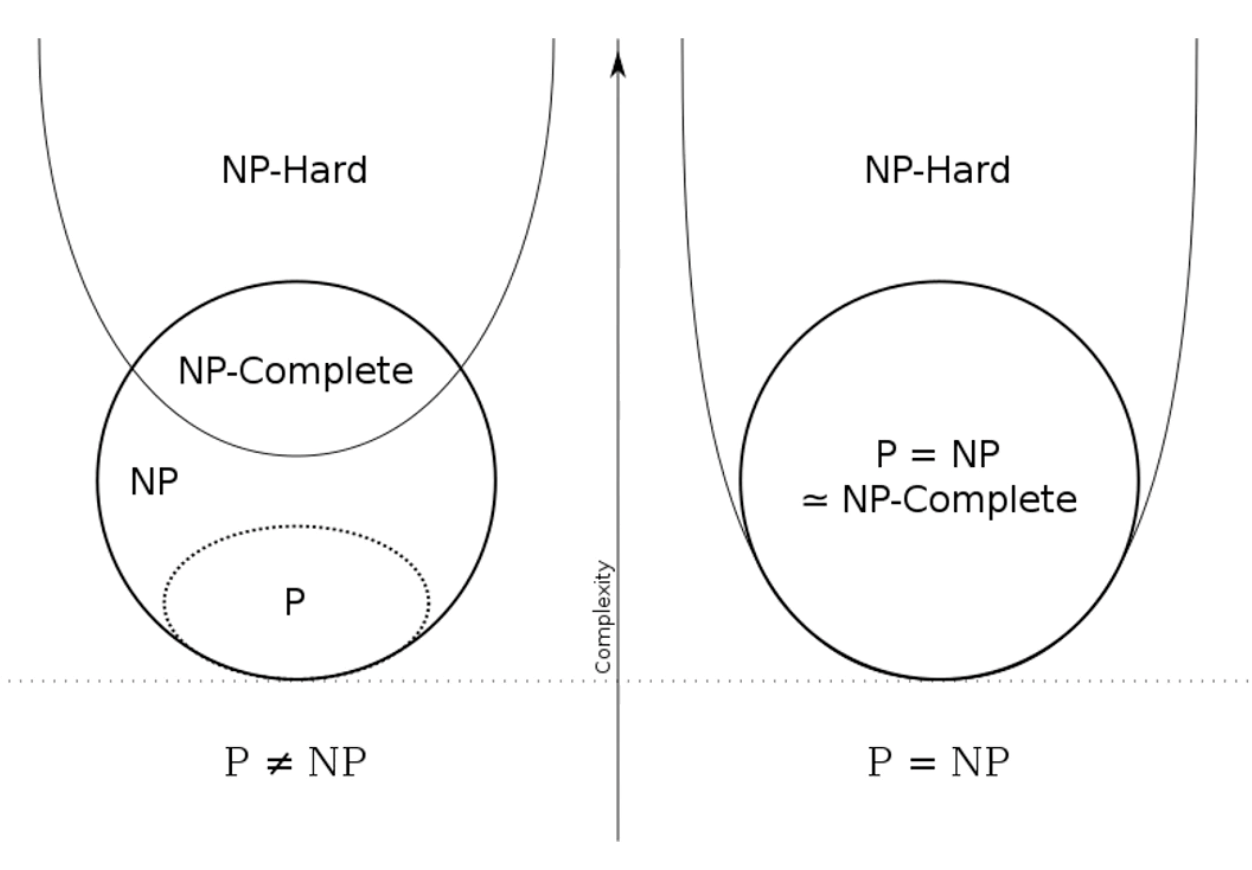 NP-Hard
NP-Complete
NP
P
P ≠ NP
Complexity
NP-Hard
P = NP
≃ NP-Complete
P = NP